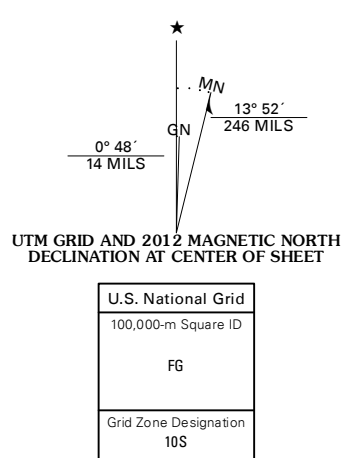 ★
MN
13° 52´
246 MILS
GN
0° 48´
14 MILS
UTM GRID AND 2012 MAGNETIC NORTH
DECLINATION AT CENTER OF SHEET
U.S. National Grid
100,000-m Square ID
FG
Grid Zone Designation
10S